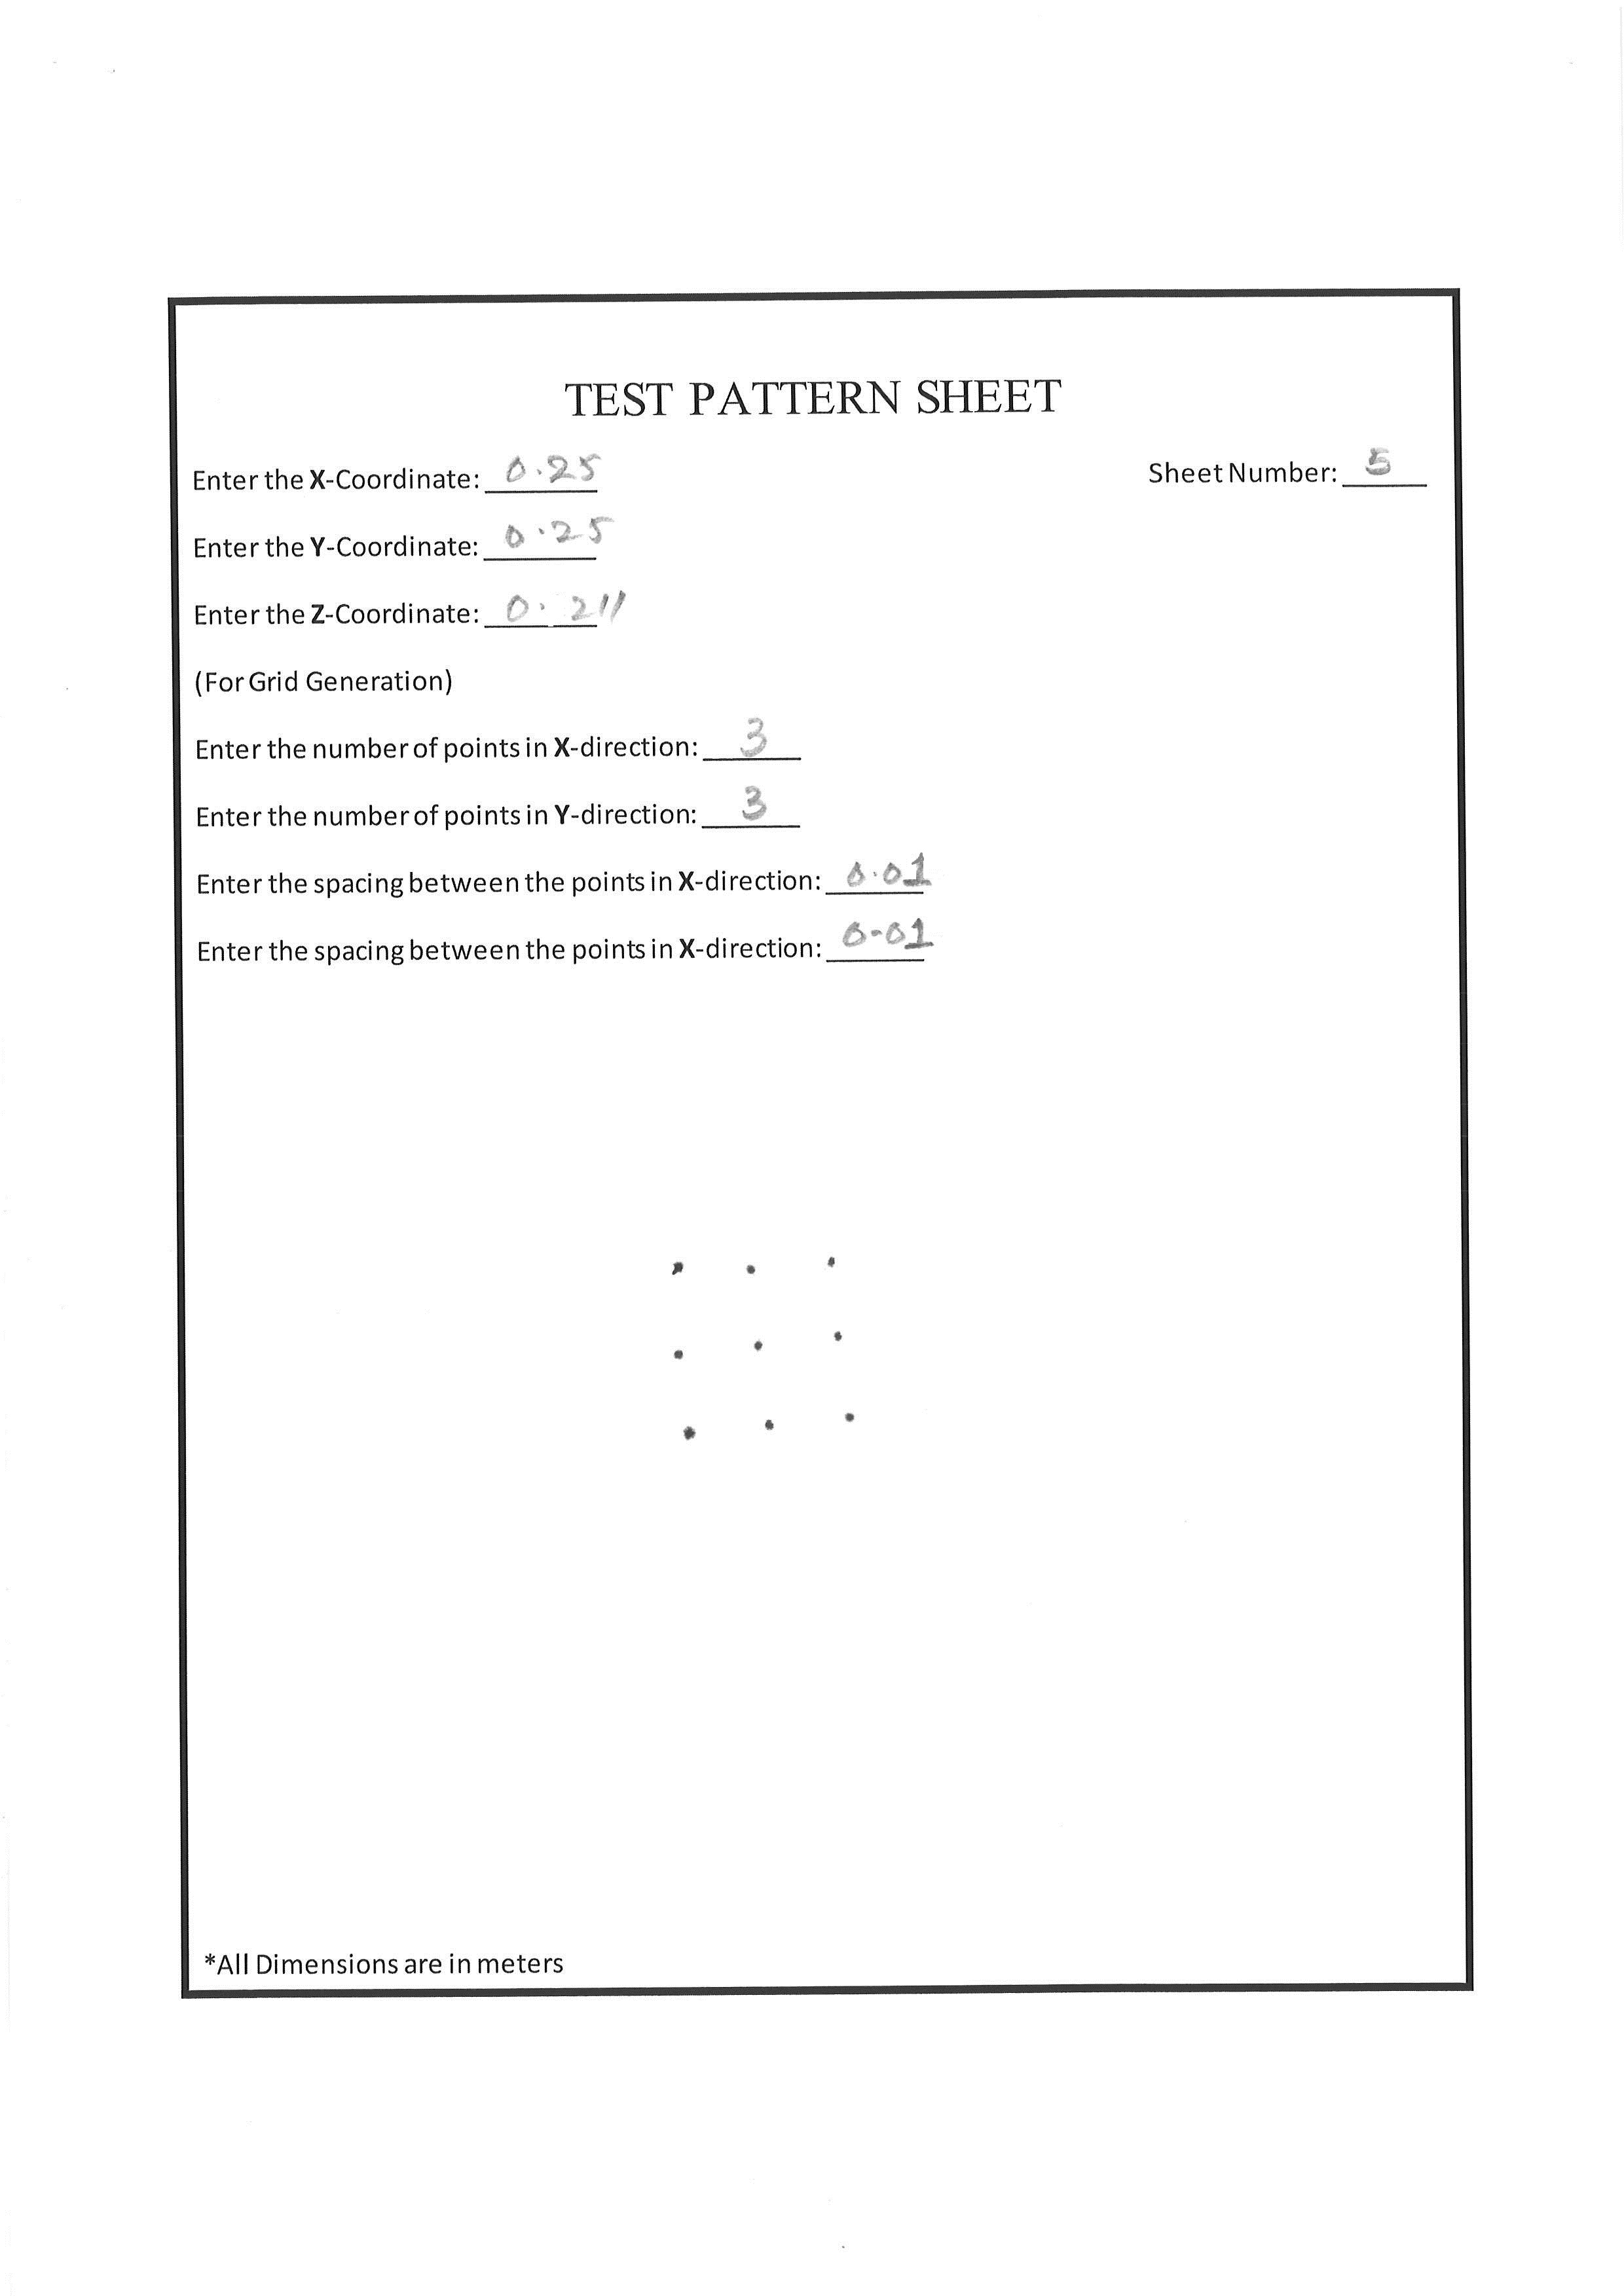 TEST PATTERN SHEET
Enter the X-Coordinate: 0.25 Sheet Number: 5
Enter the Y-Coordinate: 0.25
Enter the Z-Coordinate: 0.211
(For Grid Generation)
Enter the number of points in X-direction: 3
Enter the number of points in Y-direction: 3
Enter the spacing between the points in X-direction: 0.01
Enter the spacing between the points in X-direction: 0.01
*All Dimensions are in meters